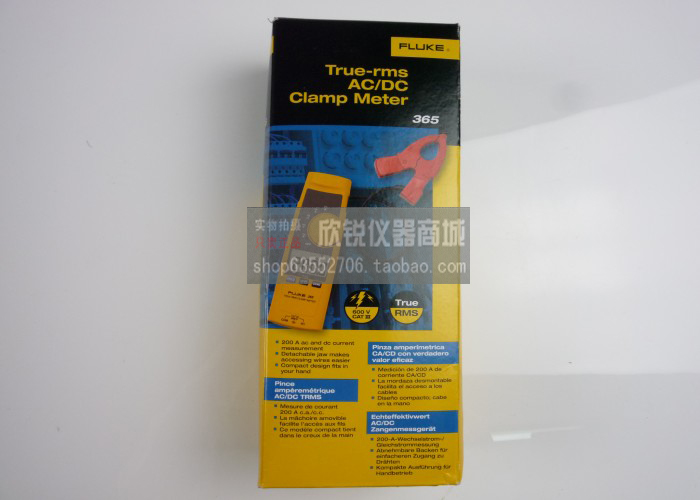 FLUKE®
True-rms
AC/DC
Clamp Meter
365
实物拍摄
欣锐仪器商城
shop63552706.taobao.com
FLUKE
600 V
CAT III
True
RMS
200 A ac and dc current
measurement
Detachable jaw makes
accessing wires easier
Compact design fits in
your hand
Pince
ampèremétrique
AC/DC TRMS
Mesure de courant
200 A c.a./c.c.
La mâchoire amovible
facilite l'accès aux fils
Ce modèle compact tient
dans le creux de la main
Pinza amperimetrica
CA/CD con verdadero
valor eficaz
Medición de 200 A de
corriente CA/CD
La mordaza desmontable
facilita el acceso a los
cables
Diseño compacto, cabe
en la mano.
Echteffektivwert
AC/DC
Zangenmessgerät
200-A-Wechselstrom-/
Gleichstrommessung
Abnehmbare Backen für
einfacheren Zugang zu
Drähten
Kompakte Ausführung für
Handbetrieb